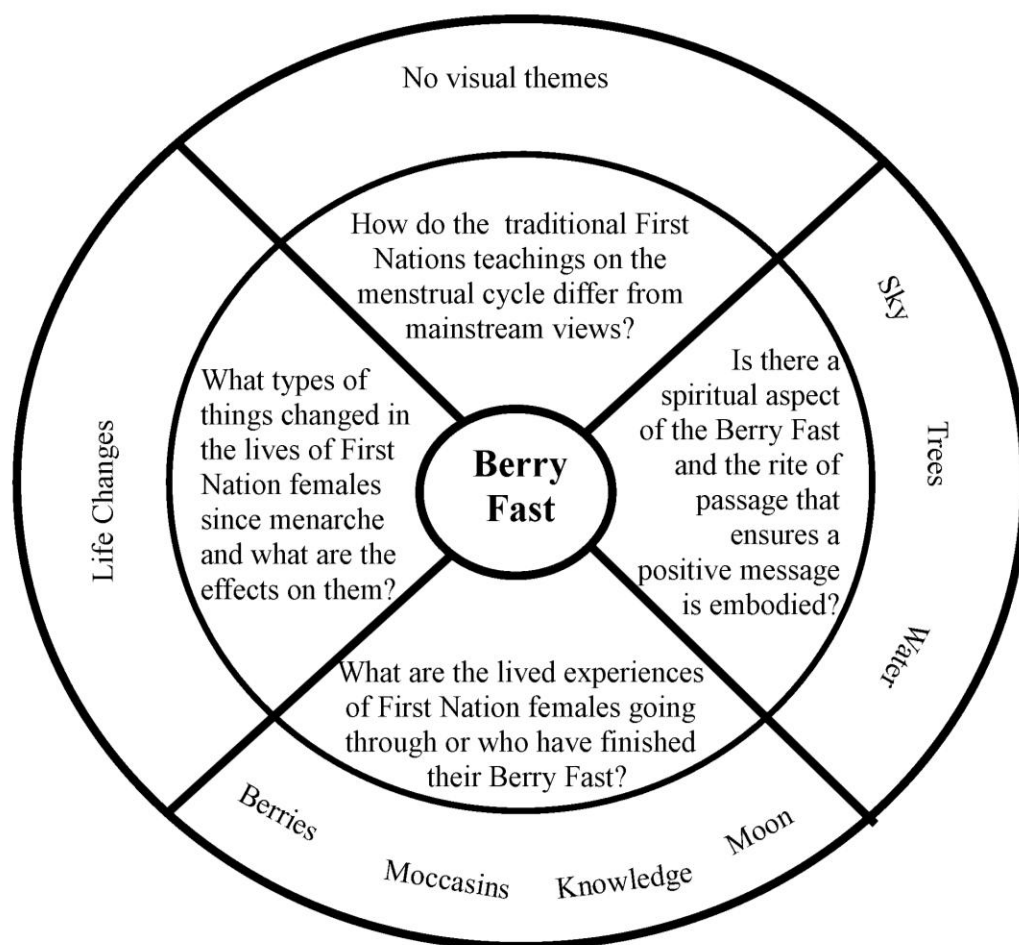 No visual themes
How do the traditional First
Nations teachings on the
menstrual cycle differ from
mainstream views?
Sky
Trees
Water
Is there a
spiritual aspect
of the Berry Fast
and the rite of
passage that
ensures a
positive message
is embodied?
Berry
Fast
What types of
things changed in
the lives of First
Nation females
since menarche
and what are the
effects on them?
Life Changes
What are the lived experiences
of First Nation females going
through or who have finished
their Berry Fast?
Berries
Moccasins
Knowledge
Moon